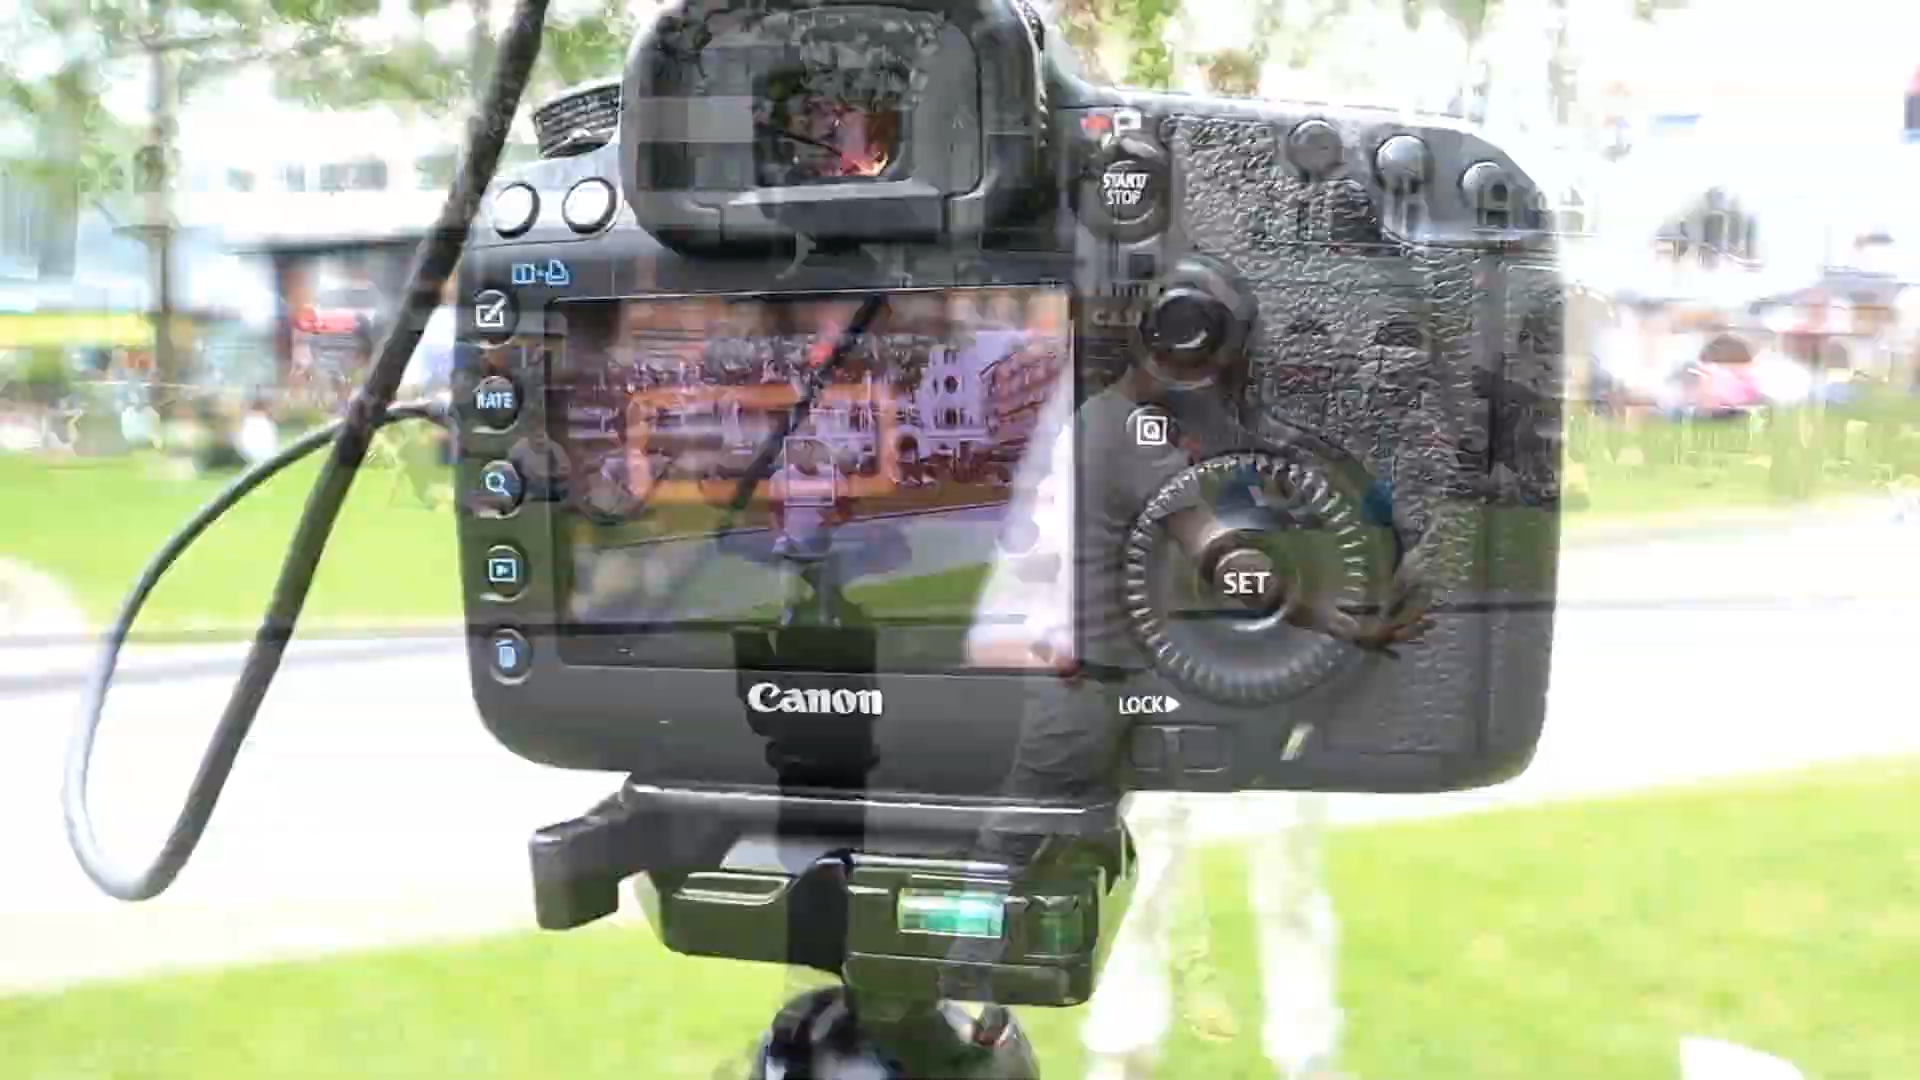 START/
STOP
RATE
Q
SET
Canon
LOCK▶